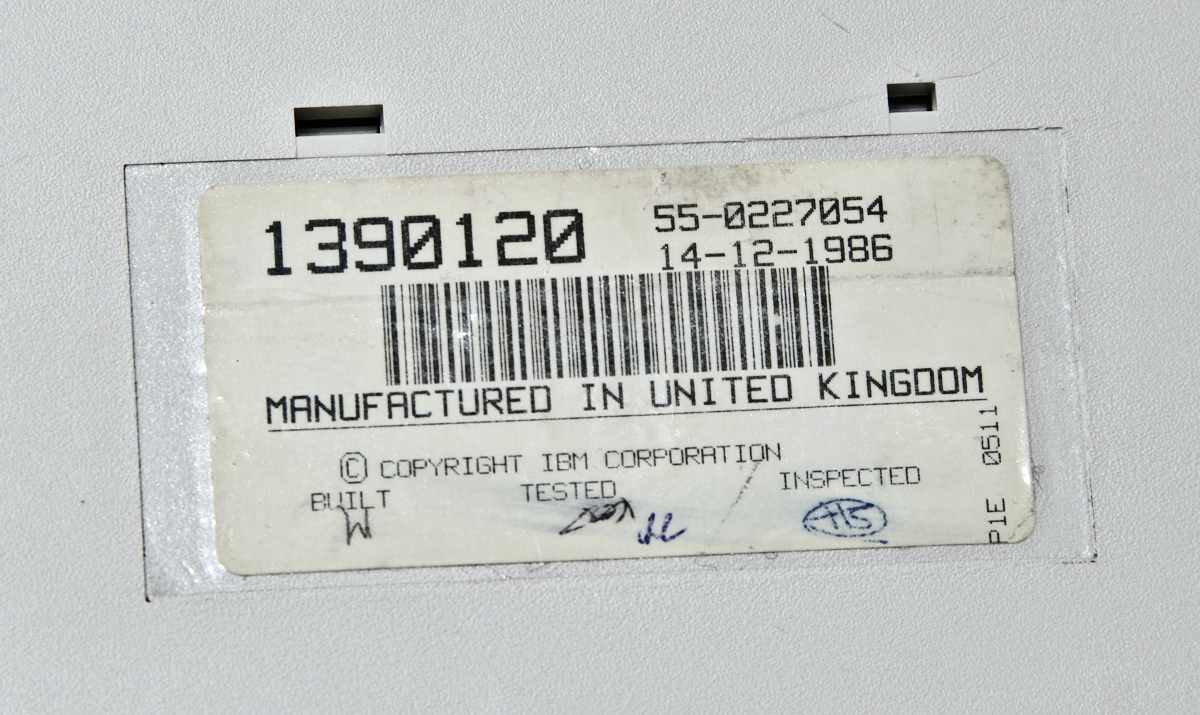 1390120
55-0227054
14-12-1986
MANUFACTURED IN UNITED KINGDOM
© COPYRIGHT IBM CORPORATION
BUILT TESTED INSPECTED
P1E 0511